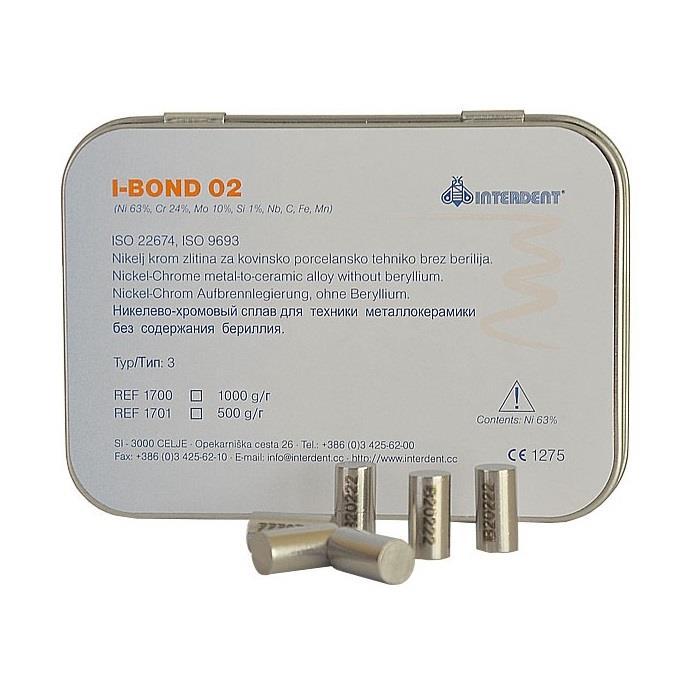 I-BOND 02
(Ni 63%, Cr 24%, Mo 10%, Si 1%, Nb, C, Fe, Mn)
INTERDENT®
ISO 22674, ISO 9693
Nikelj krom zlitina za kovinsko porcelansko tehniko brez berilija.
Nickel-Chrome metal-to-ceramic alloy without beryllium.
Nickel-Chrom Aufbrennlegierung, ohne Beryllium.
Никелево-хромовый сплав для техники металлокерамики
без содержания бериллия.
Typ/Тип: 3
REF 1700 1000 g/г
REF 1701 500 g/г
Contents: Ni 63%
SI - 3000 CELJE · Opekarniška cesta 26 · Tel.: +386 (0)3 425-62-00
Fax: +386 (0)3 425-62-10 · E-mail: info@interdent.cc · http://www.interdent.cc
CE 1275
B20222
B20222
B20222